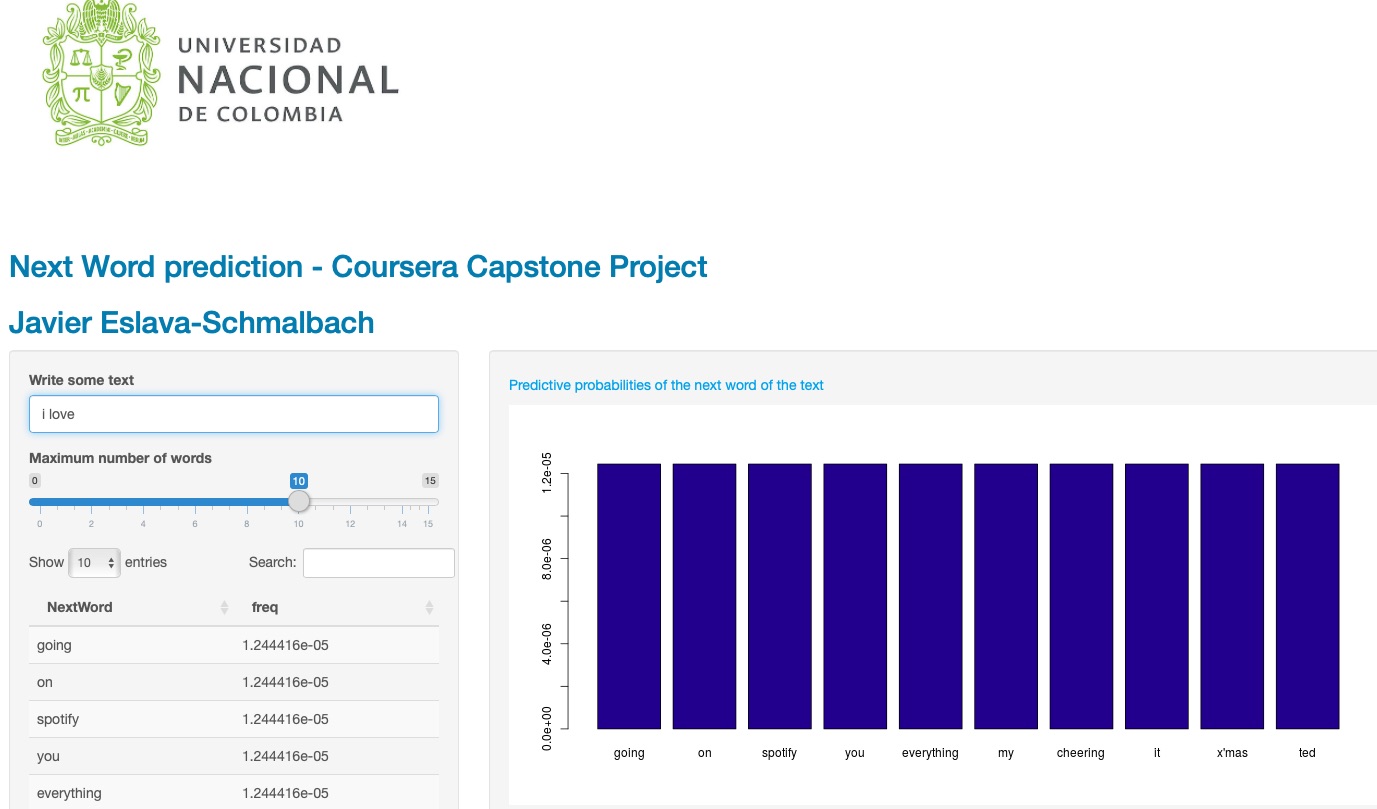 UNIVERSIDAD
NACIONAL
DE COLOMBIA
π
Next Word prediction - Coursera Capstone Project
Javier Eslava-Schmalbach
Write some text
i love
Maximum number of words
0 10 15
0 2 4 6 8 10 12 14 15
Show 10 entries Search:
NextWord freq
going 1.244416e-05
on 1.244416e-05
spotify 1.244416e-05
you 1.244416e-05
everything 1.244416e-05
Predictive probabilities of the next word of the text
1.2e-05
8.0e-06
4.0e-06
0.0e+00
going on spotify you everything my cheering it x'mas ted